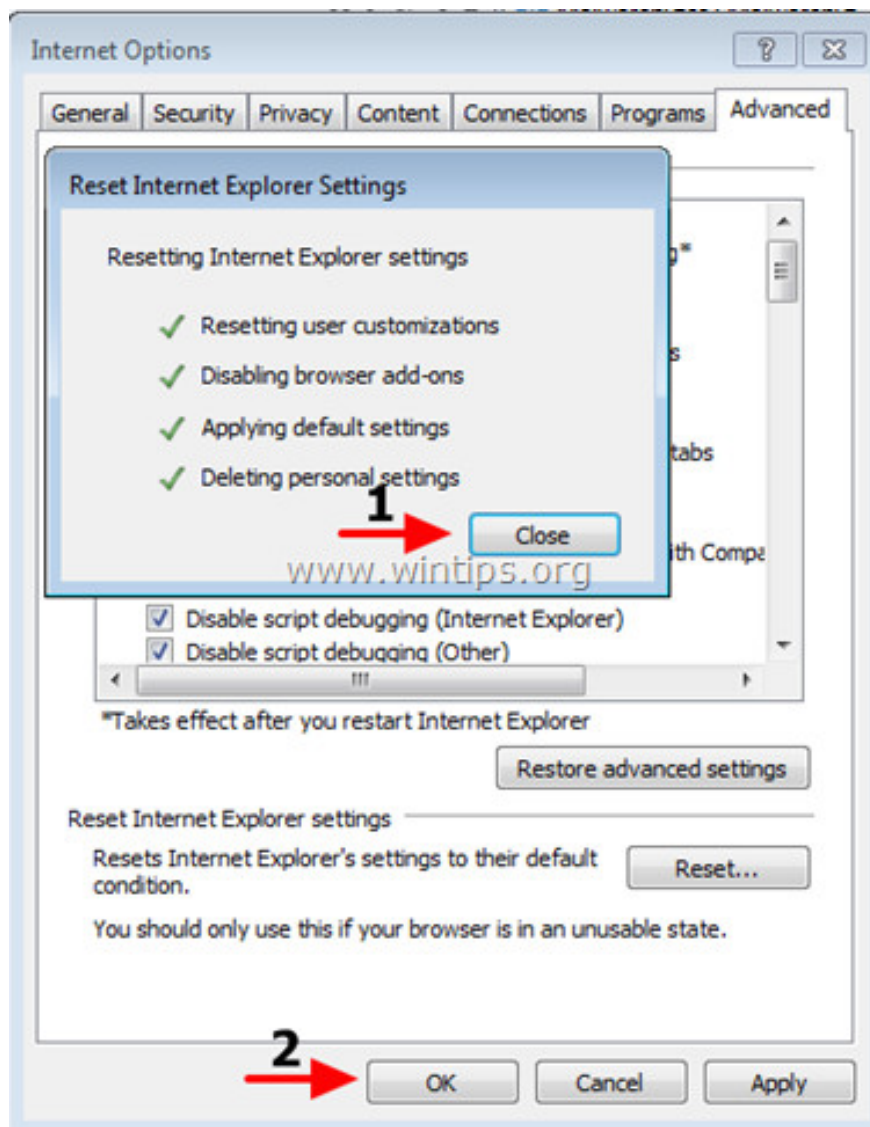 Internet Options
General Security Privacy Content Connections Programs Advanced
Reset Internet Explorer Settings
Resetting Internet Explorer settings
Resetting user customizations
Disabling browser add-ons
Applying default settings
Deleting personal settings
tabs
1
Close
www.wintips.org
Disable script debugging (Internet Explorer)
Disable script debugging (Other)
*Takes effect after you restart Internet Explorer
Restore advanced settings
Reset Internet Explorer settings
Resets Internet Explorer's settings to their default
condition.
Reset...
You should only use this if your browser is in an unusable state.
2
OK Cancel Apply